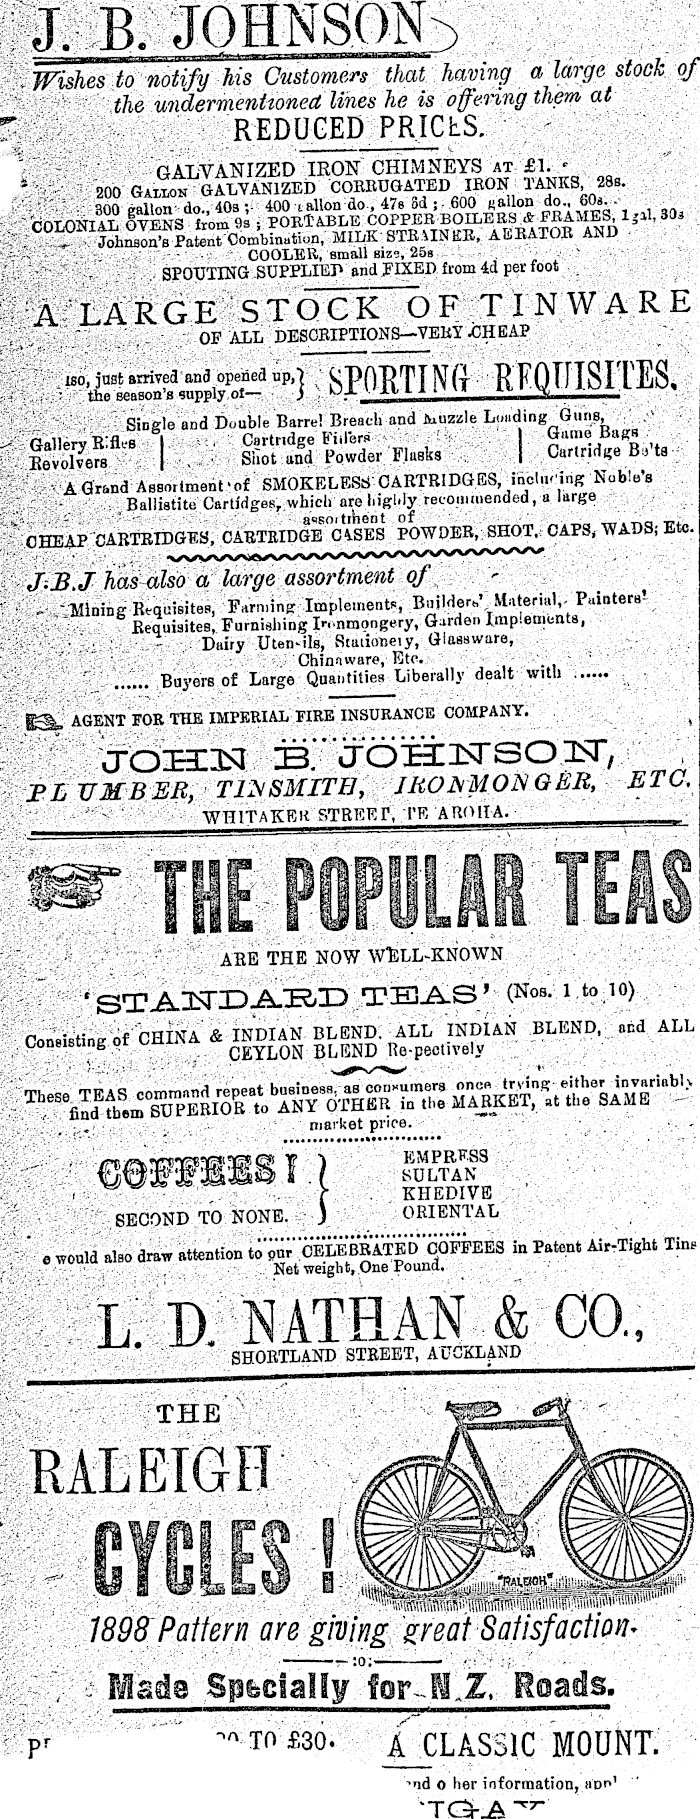 J. B. JOHNSON
Wishes to notify his Customers that having a large stock of
the undermentioned lines he is offering them at
REDUCED PRICES.
GALVANIZED IRON CHIMNEYS AT £1.
200 GALLON GALVANIZED CORRUGATED IRON TANKS, 28s.
300 gallon do., 40s ; 400 gallon do., 47s 6d ; 600 gallon do., 60s.
COLONIAL OVENS from 9s ; PORTABLE COPPER BOILERS & FRAMES, 30s
Johnson's Patent Combination, MILK STRAINER, AERATOR AND
COOLER, small size, 25s
SPOUTING SUPPLIED and FIXED from 4d per foot
A LARGE STOCK OF TINWARE
OF ALL DESCRIPTIONS—VERY CHEAP
lso, just arrived and opened up,
the season's supply of—
SPORTING REQUISITES.
Single and Double Barrel Breach and Muzzle Loading Guns,
Gallery Rifles
Revolvers
Cartridge Fillers
Shot and Powder Flasks
Game Bags
Cartridge Belts
A Grand Assortment of SMOKELESS CARTRIDGES, including Noble's
Ballistite Cartidges, which are highly recommended, a large
assortment of
CHEAP CARTRIDGES, CARTRIDGE CASES POWDER, SHOT, CAPS, WADS; Etc.
J.B.J has also a large assortment of
Mining Requisites, Farming Implements, Builders' Material, Painters'
Requisites, Furnishing Ironmongery, Garden Implements,
Dairy Utensils, Stationery, Glassware,
Chinaware, Etc.
...... Buyers of Large Quantities Liberally dealt with ......
AGENT FOR THE IMPERIAL FIRE INSURANCE COMPANY.
JOHN B. JOHNSON,
PLUMBER, TINSMITH, IRONMONGER, ETC.
WHITAKER STREET, TE AROHA.
THE POPULAR TEAS
ARE THE NOW WELL-KNOWN
'STANDARD TEAS' (Nos. 1 to 10)
Consisting of CHINA & INDIAN BLEND. ALL INDIAN BLEND, and ALL
CEYLON BLEND Respectively
These TEAS command repeat business, as consumers once trying either invariably
find them SUPERIOR to ANY OTHER in the MARKET, at the SAME
market price.
COFFEES !
SECOND TO NONE.
EMPRESS
SULTAN
KHEDIVE
ORIENTAL
e would also draw attention to our CELEBRATED COFFEES in Patent Air-Tight Tins
Net weight, One Pound.
L. D. NATHAN & CO.,
SHORTLAND STREET, AUCKLAND
THE
RALEIGH
CYCLES !
"RALEIGH"
1898 Pattern are giving great Satisfaction.
:o:
Made Specially for N.Z. Roads.
TO £30. A CLASSIC MOUNT.
information,